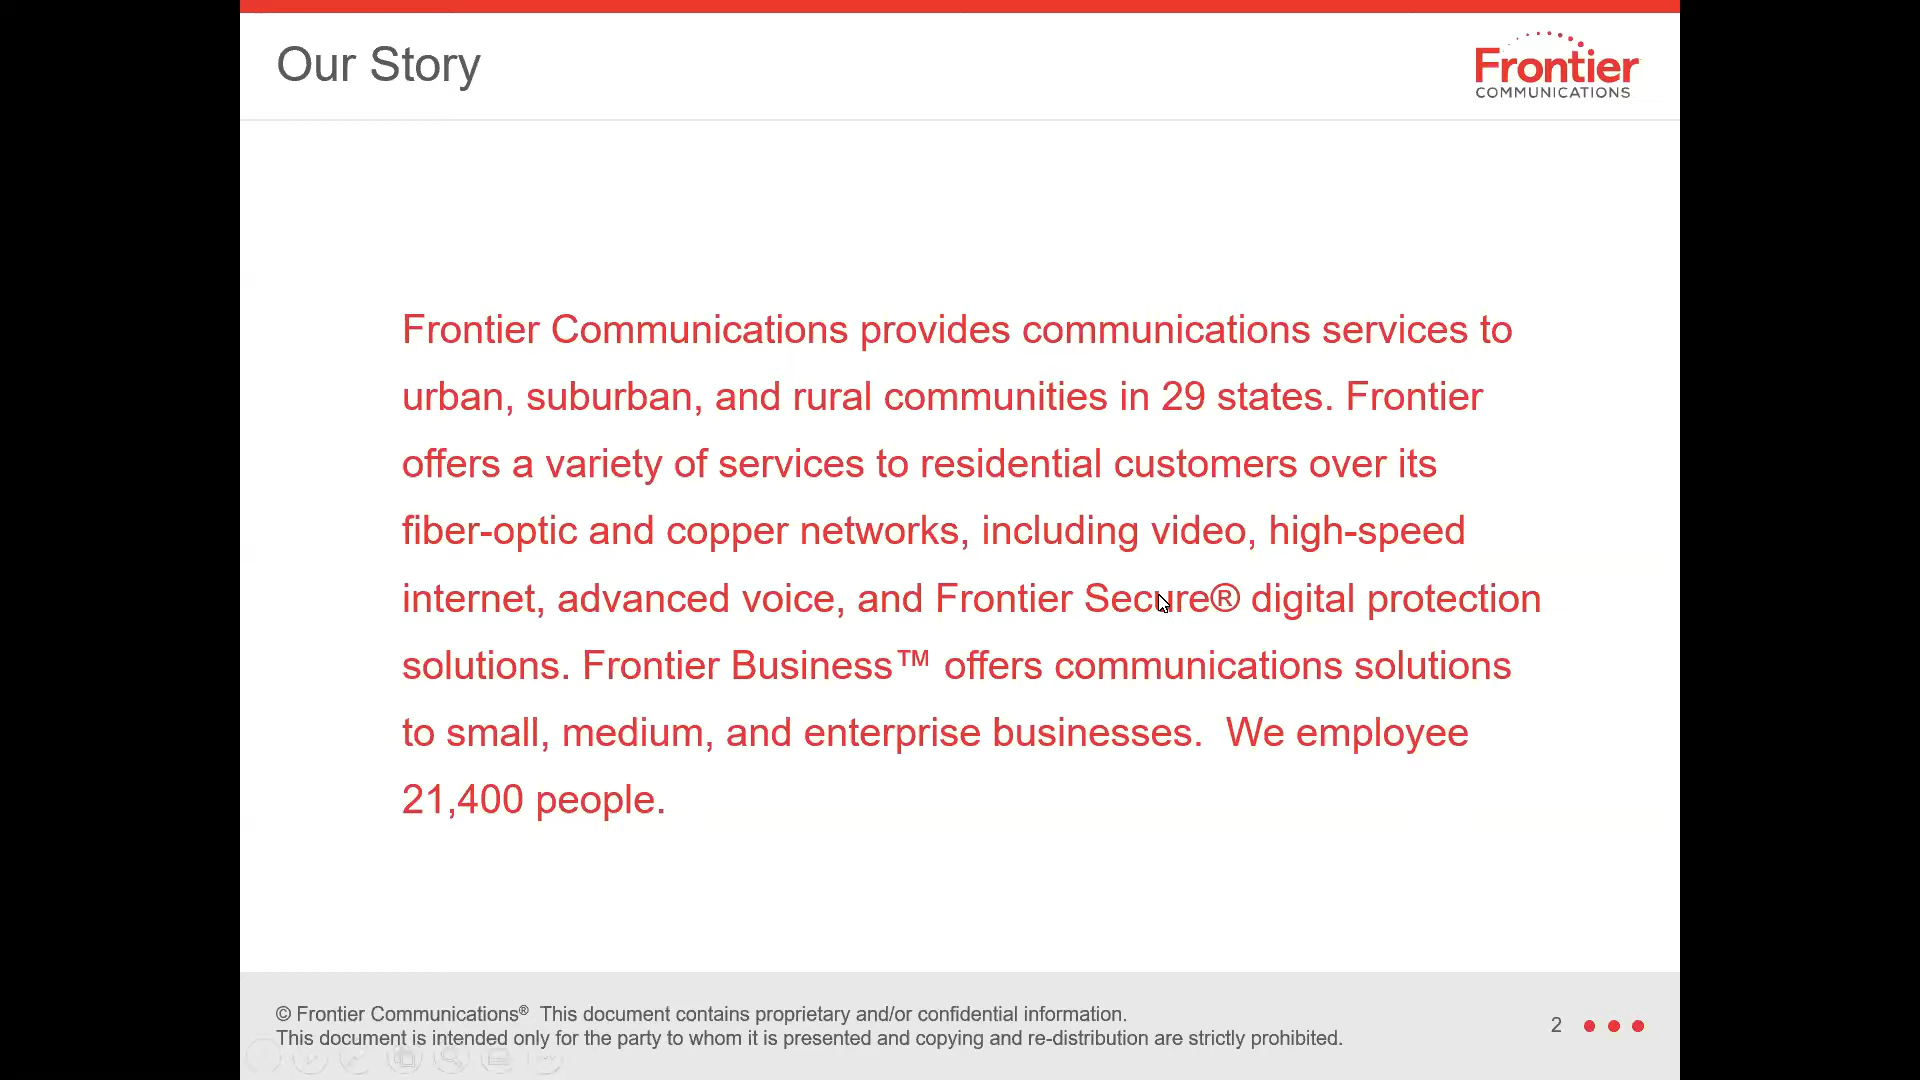 Our Story
Frontier
COMMUNICATIONS
Frontier Communications provides communications services to
urban, suburban, and rural communities in 29 states. Frontier
offers a variety of services to residential customers over its
fiber-optic and copper networks, including video, high-speed
internet, advanced voice, and Frontier Secure® digital protection
solutions. Frontier Business™ offers communications solutions
to small, medium, and enterprise businesses.  We employee
21,400 people.
© Frontier Communications®  This document contains proprietary and/or confidential information.
This document is intended only for the party to whom it is presented and copying and re-distribution are strictly prohibited.
2